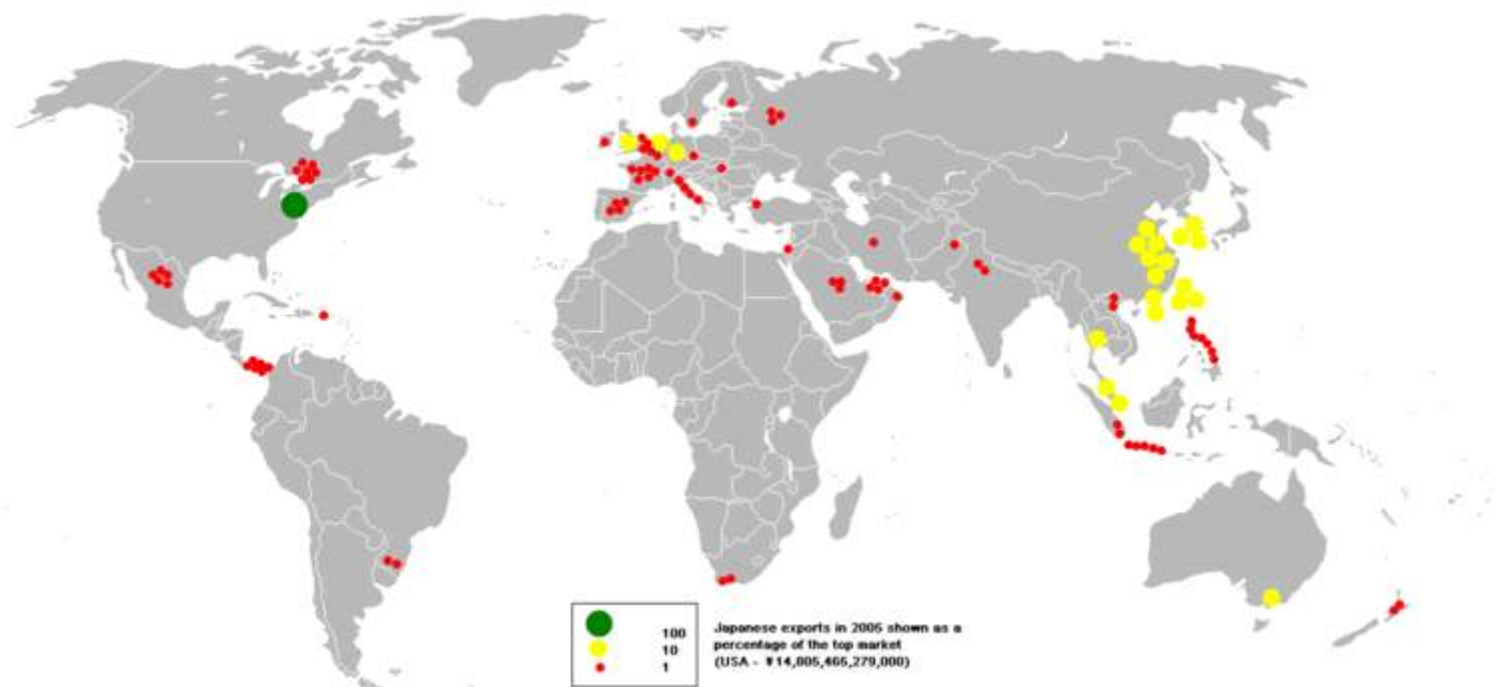 100
10
1
Japanese exports in 2005 shown as a
percentage of the top market
(USA - ¥14,805,465,279,000)